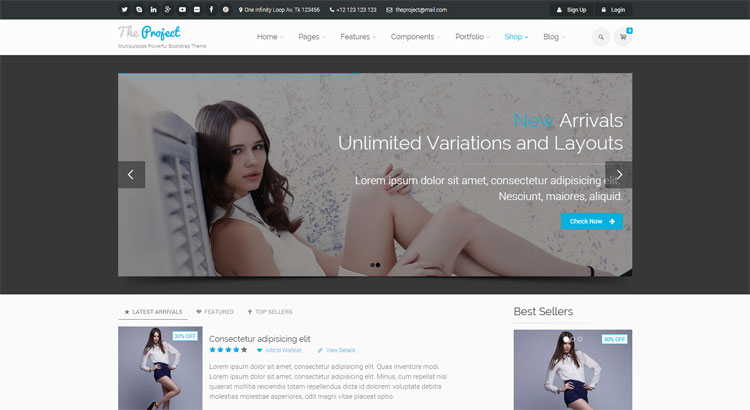 One Infinity Loop Av, Tk 123456 +12 123 123 123 theproject@mail.com Sign Up Login
The Project
Multipurpose Powerful Bootstrap Theme
Home Pages Features Components Portfolio Shop Blog 0
New Arrivals
Unlimited Variations and Layouts
Lorem ipsum dolor sit amet, consectetur adipisicing elit.
Nesciunt, maiores, aliquid.
Check Now
LATEST ARRIVALS FEATURED TOP SELLERS
30% OFF
Consectetur adipisicing elit
Add to Wishlist View Details
Lorem ipsum dolor sit amet, consectetur adipisicing elit. Quas inventore modi.
Lorem ipsum dolor sit amet, consectetur adipisicing elit. Minus, cum repellat nisi
quaerat mollitia reiciendis totam repellendus dicta id dolorem voluptate debitis
molestias molestiae asperiores, odit magni vitae ipsum optio.
Best Sellers
30% OFF